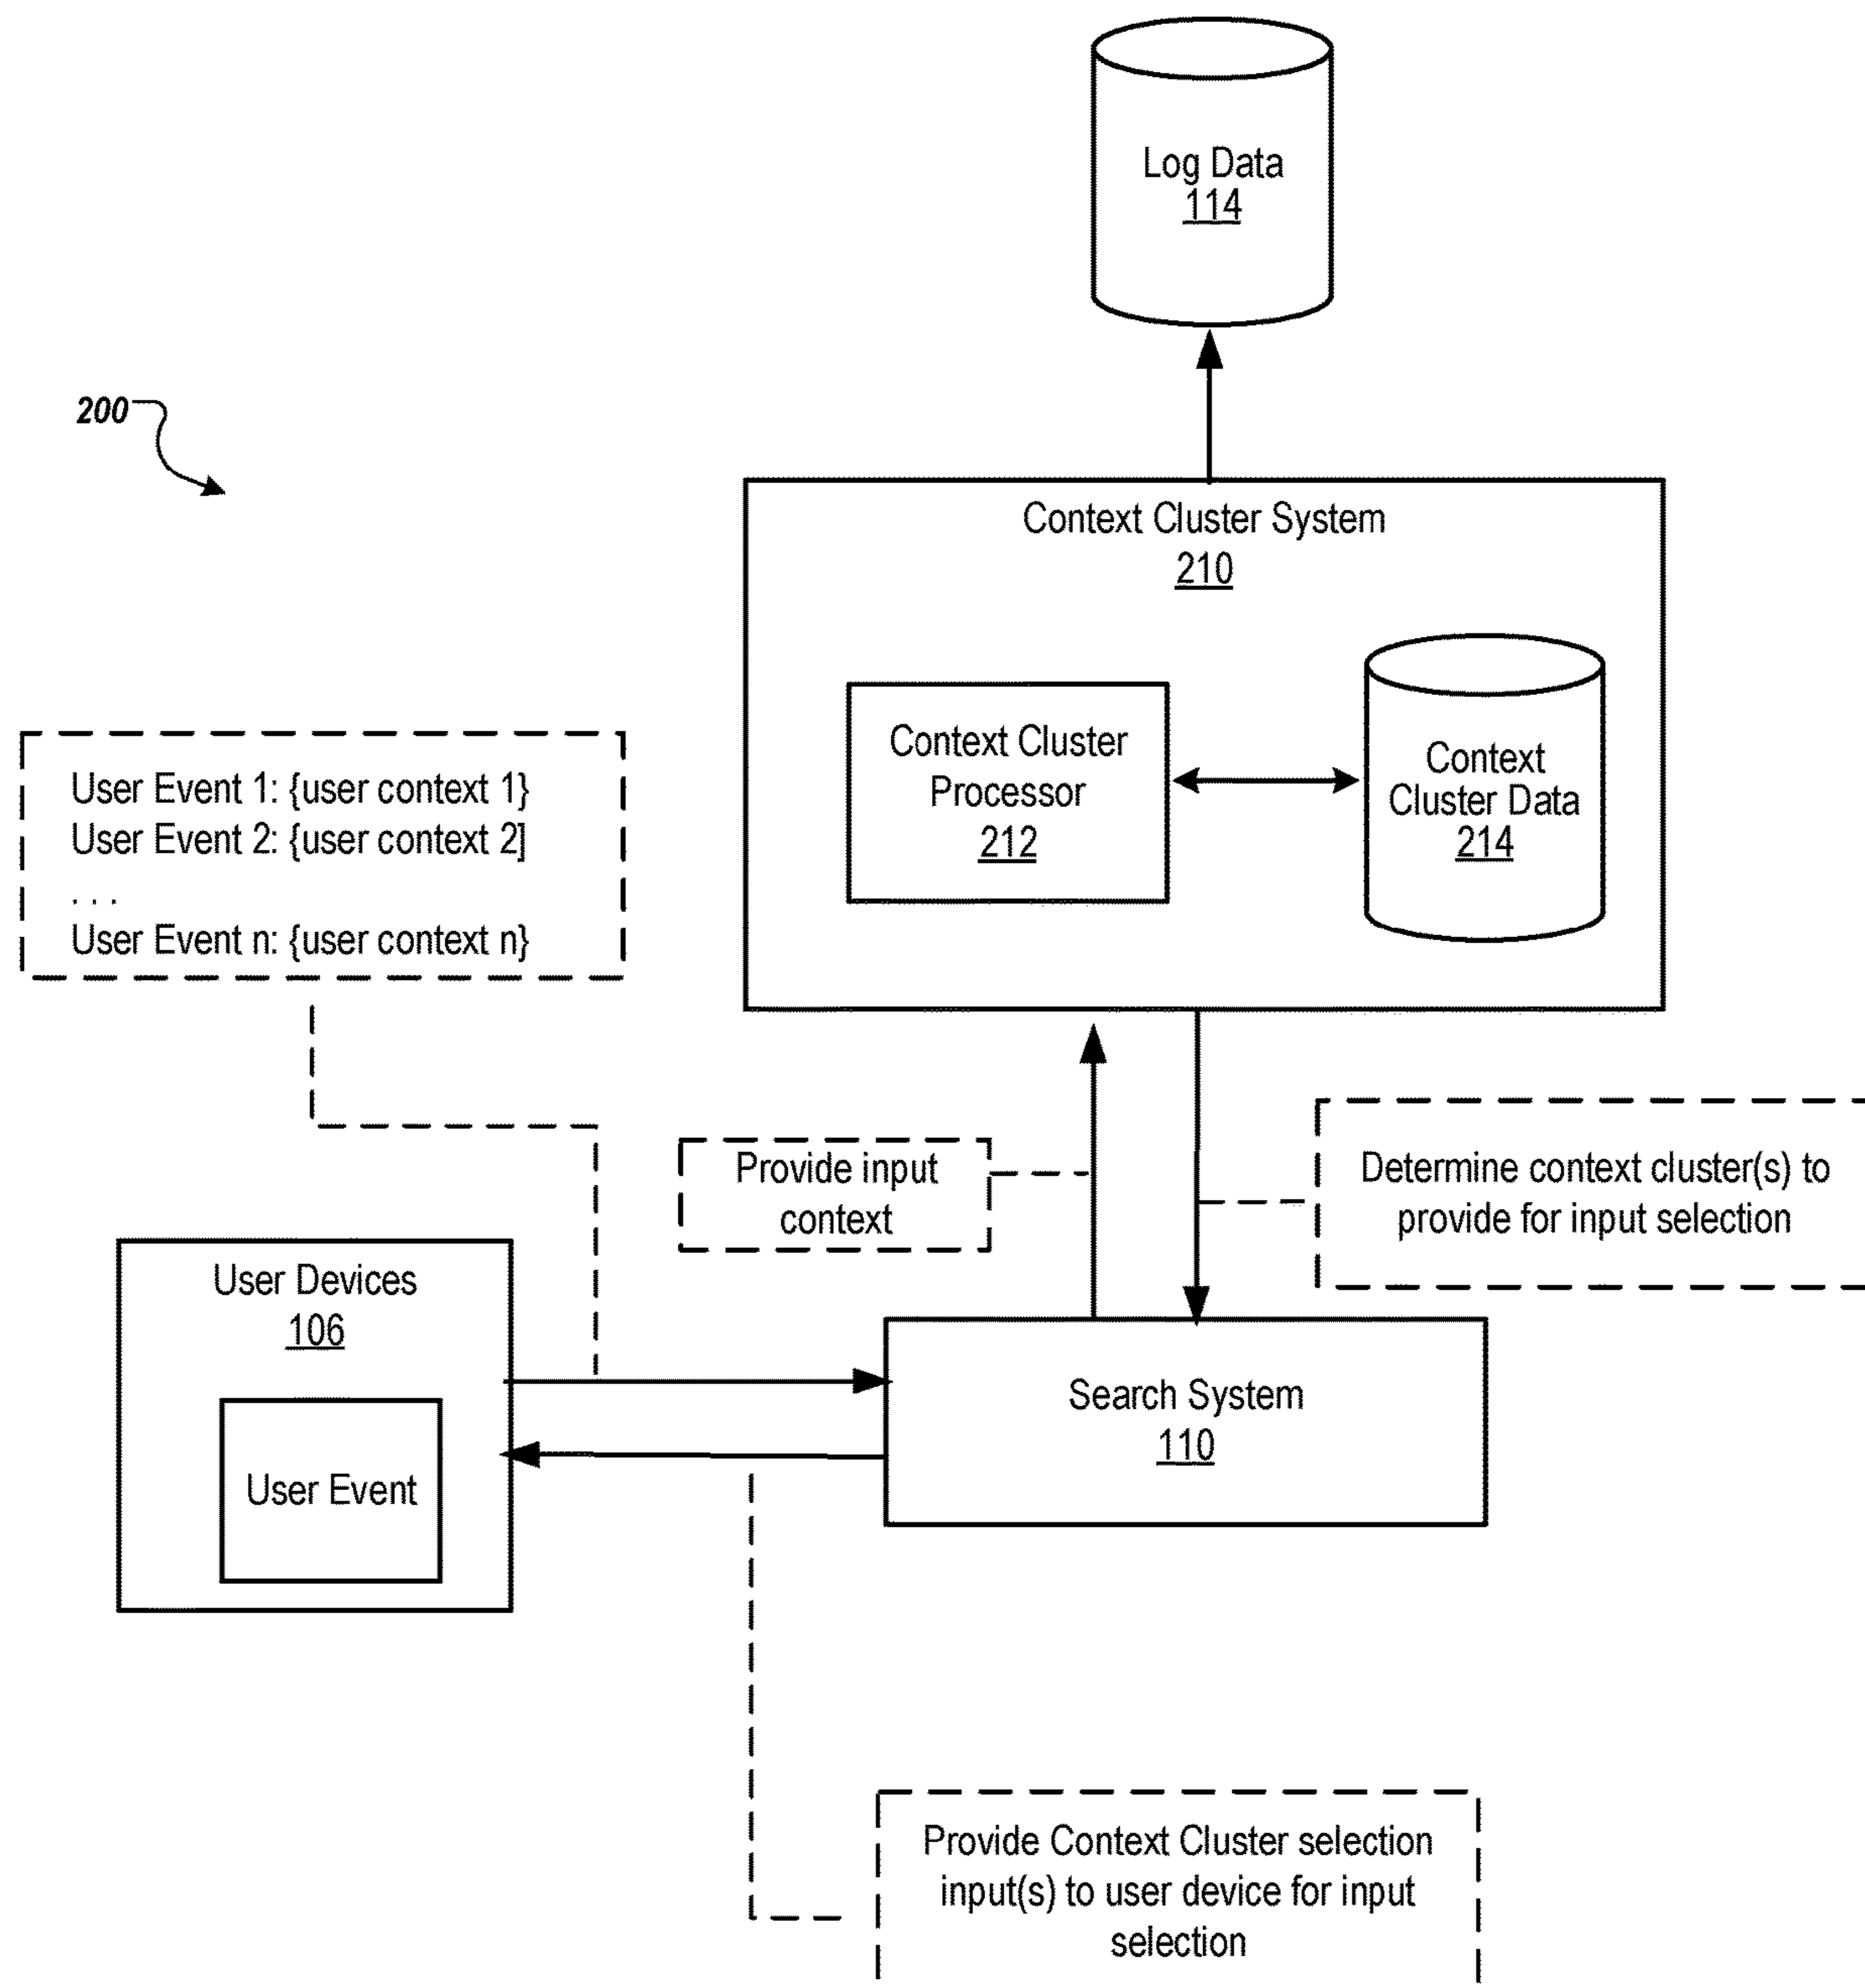 Log Data
114
200
Context Cluster System
210
Context Cluster
Processor
212
Context
Cluster Data
214
User Event 1: {user context 1}
User Event 2: {user context 2]
. . .
User Event n: {user context n}
Provide input
context
Determine context cluster(s) to
provide for input selection
User Devices
106
User Event
Search System
110
Provide Context Cluster selection
input(s) to user device for input
selection